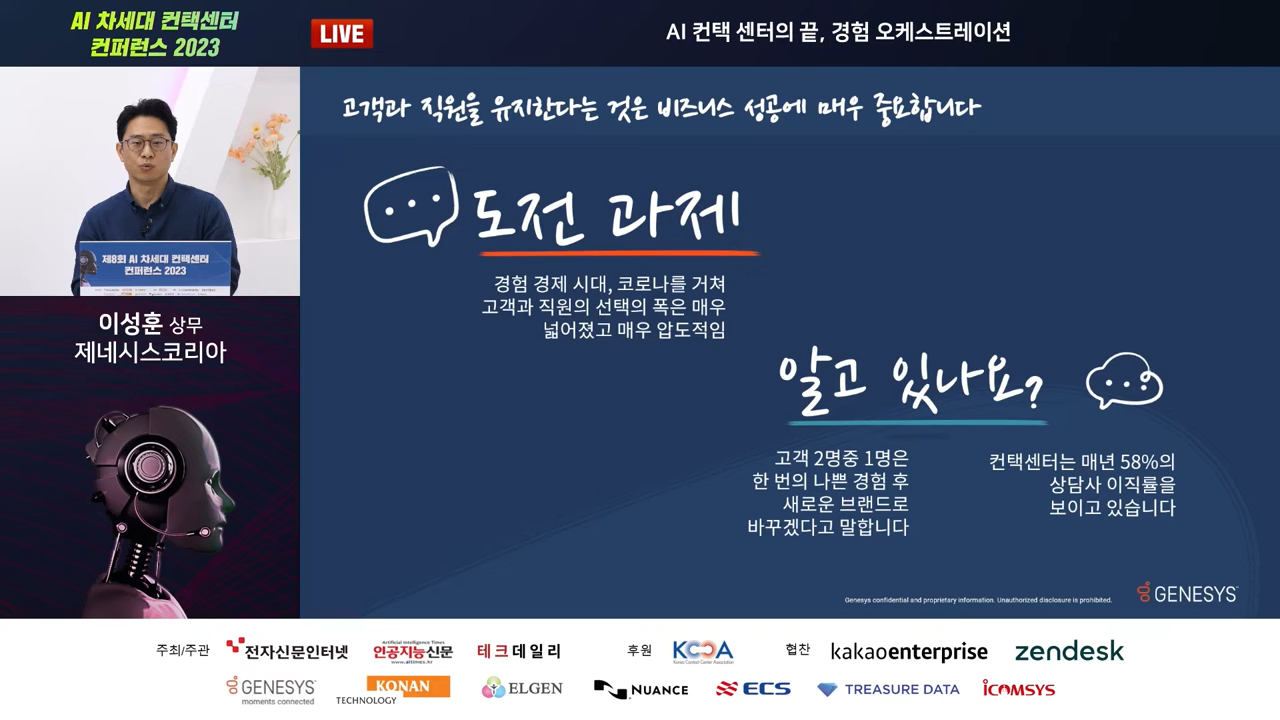 AI 차세대 컨택센터
컨퍼런스 2023
LIVE
AI 컨택 센터의 끝, 경험 오케스트레이션
고객과 직원을 유지한다는 것은 비즈니스 성공에 매우 중요합니다
도전 과제
경험 경제 시대, 코로나를 거쳐
고객과 직원의 선택의 폭은 매우
넓어졌고 매우 압도적임
알고 있나요?
고객 2명중 1명은
한 번의 나쁜 경험 후
새로운 브랜드로
바꾸겠다고 말합니다
컨택센터는 매년 58%의
상담사 이직률을
보이고 있습니다
Genesys confidential and proprietary information. Unauthorized disclosure is prohibited.
GENESYS™
제8회 AI 차세대 컨택센터
컨퍼런스 2023
이성훈 상무
제네시스코리아
주최/주관
전자신문인터넷
Artificial Intelligence Times
인공지능신문
www.aitimes.kr
테크데일리
후원
KCCA
Korea Contact Center Association
협찬
kakaoenterprise
zendesk
GENESYS™
moments connected
KONAN
TECHNOLOGY
ELGEN
NUANCE
ECS
TREASURE DATA
iCOMSYS